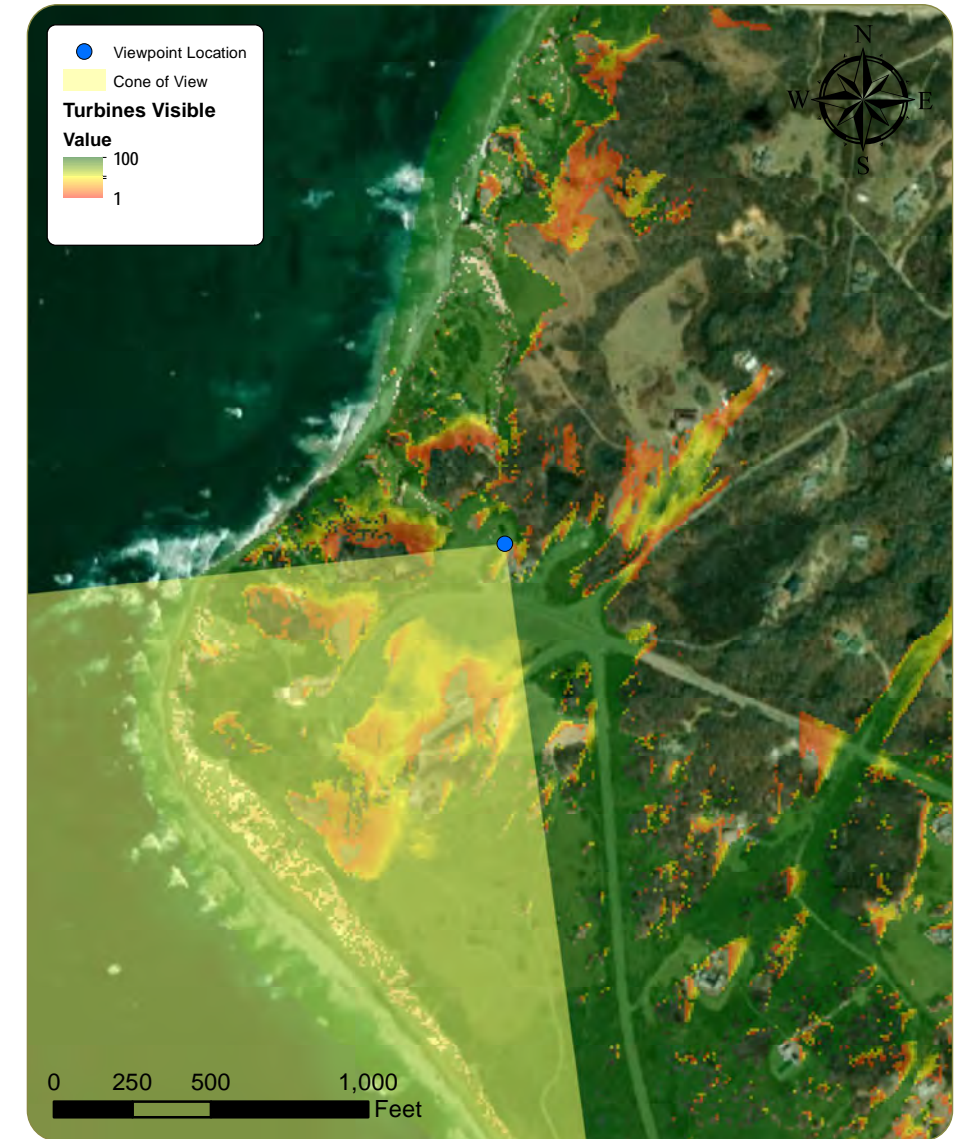 Viewpoint Location
Cone of View
Turbines Visible
Value
100
1
N
W E
S
0 250 500 1,000
Feet